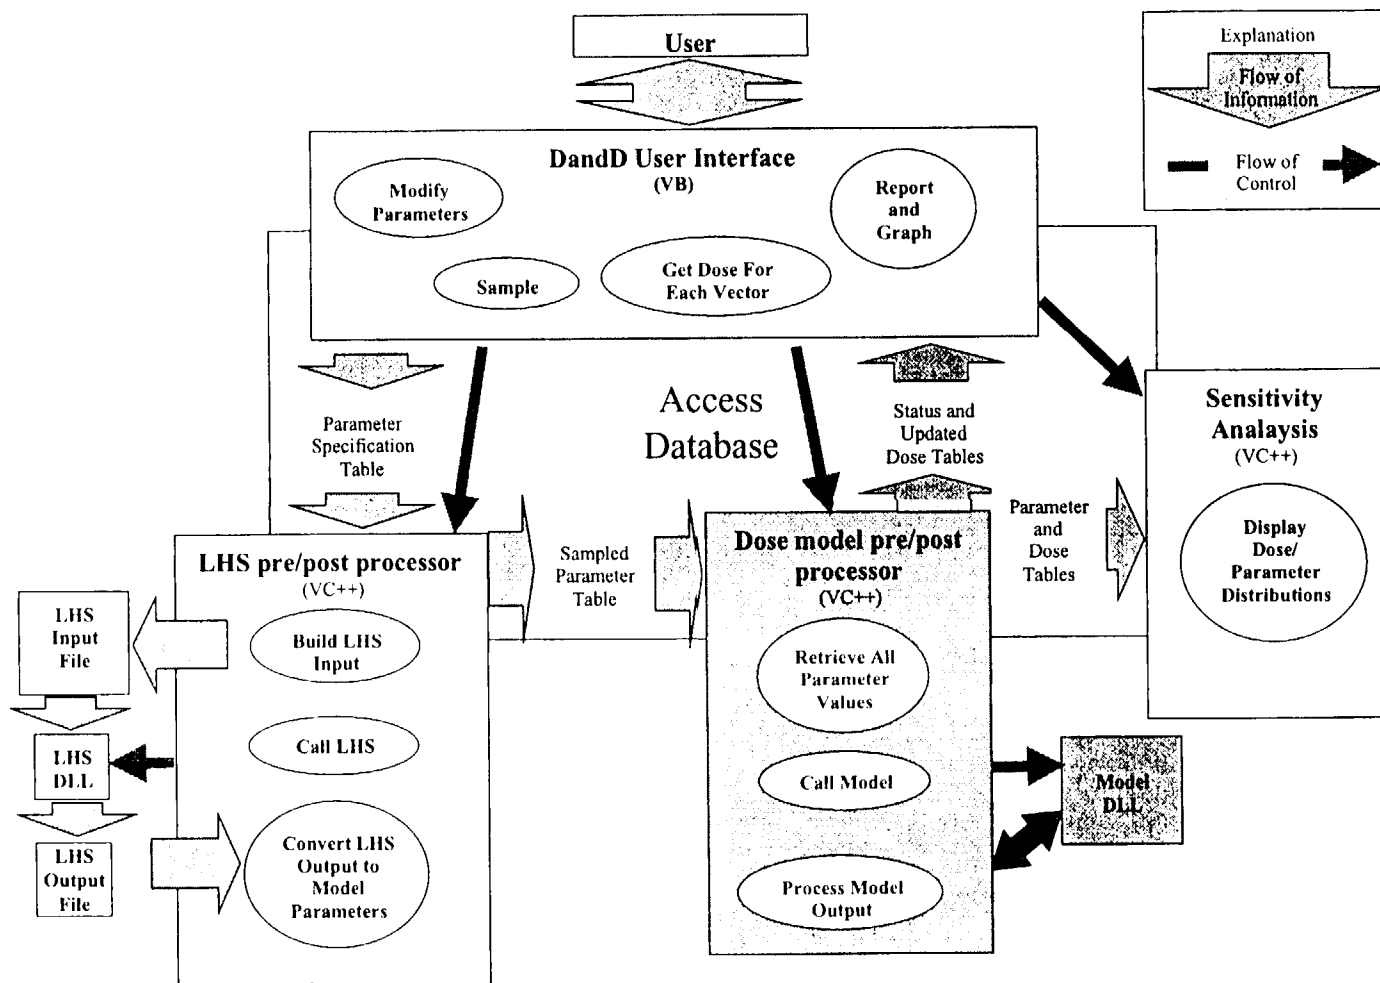 User
Explanation
Flow of
Information
Flow of
Control
DandD User Interface
(VB)
Modify
Parameters
Report
and
Graph
Sample
Get Dose For
Each Vector
Parameter
Specification
Table
Access
Database
Status and
Updated
Dose Tables
Sensitivity
Analaysis
(VC++)
Display
Dose/
Parameter
Distributions
Parameter
and
Dose
Tables
Sampled
Parameter
Table
LHS pre/post processor
(VC++)
Build LHS
Input
Call LHS
Convert LHS
Output to
Model
Parameters
LHS
Input
File
LHS
DLL
LHS
Output
File
Dose model pre/post
processor
(VC++)
Retrieve All
Parameter
Values
Call Model
Process Model
Output
Model
DLL